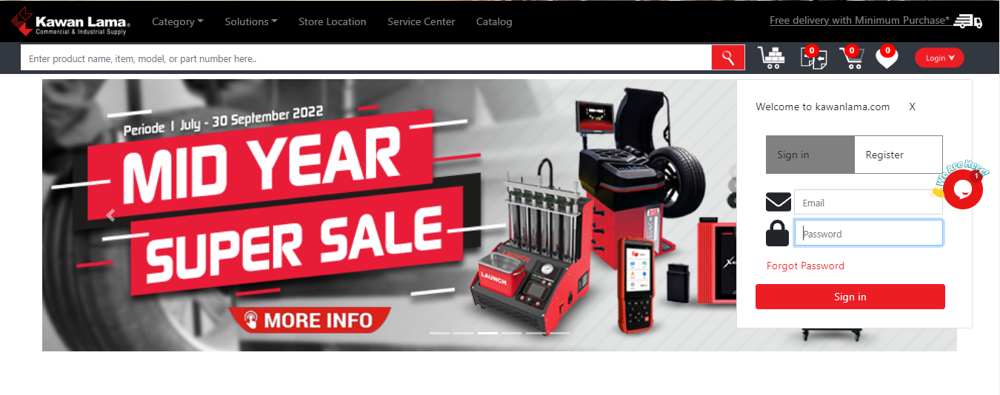 Kawan Lama®
Commercial & Industrial Supply
Category
Solutions
Store Location
Service Center
Catalog
Free delivery with Minimum Purchase*
Enter product name, item, model, or part number here..
0
0
0
Login
Periode 1 July - 30 September 2022
MID YEAR
SUPER SALE
MORE INFO
LAUNCH
LAUNCH
LAUNCH
Welcome to kawanlama.com
X
Sign in
Register
We Are Here!
1
Email
Password
Forgot Password
Sign in